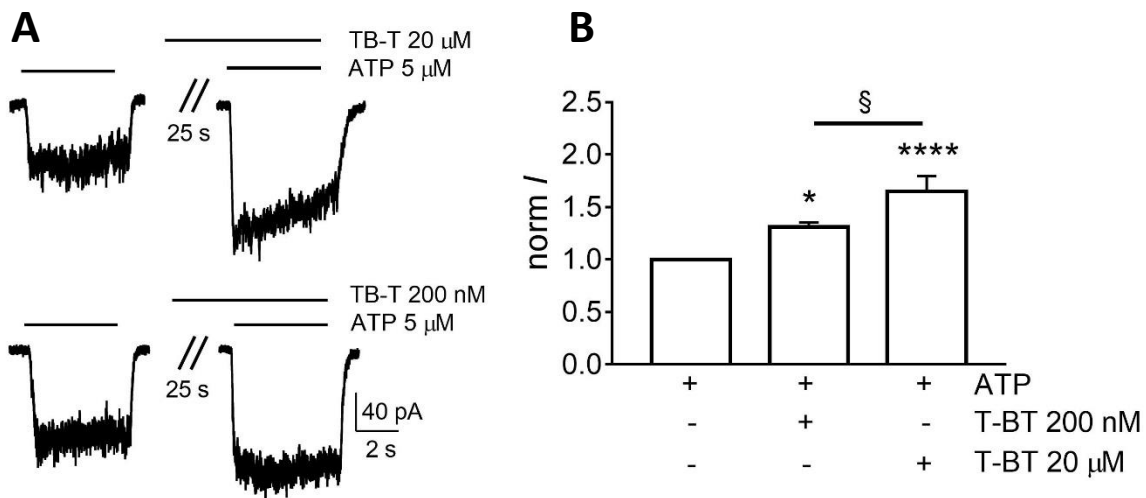 A
TB-T 20 μM
ATP 5 μM
25 s
TB-T 200 nM
ATP 5 μM
25 s
40 pA
2 s
B
norm I
2.5
2.0
1.5
1.0
0.5
0.0
§
*
****
+ + + ATP
- + - T-BT 200 nM
- - + T-BT 20 μM